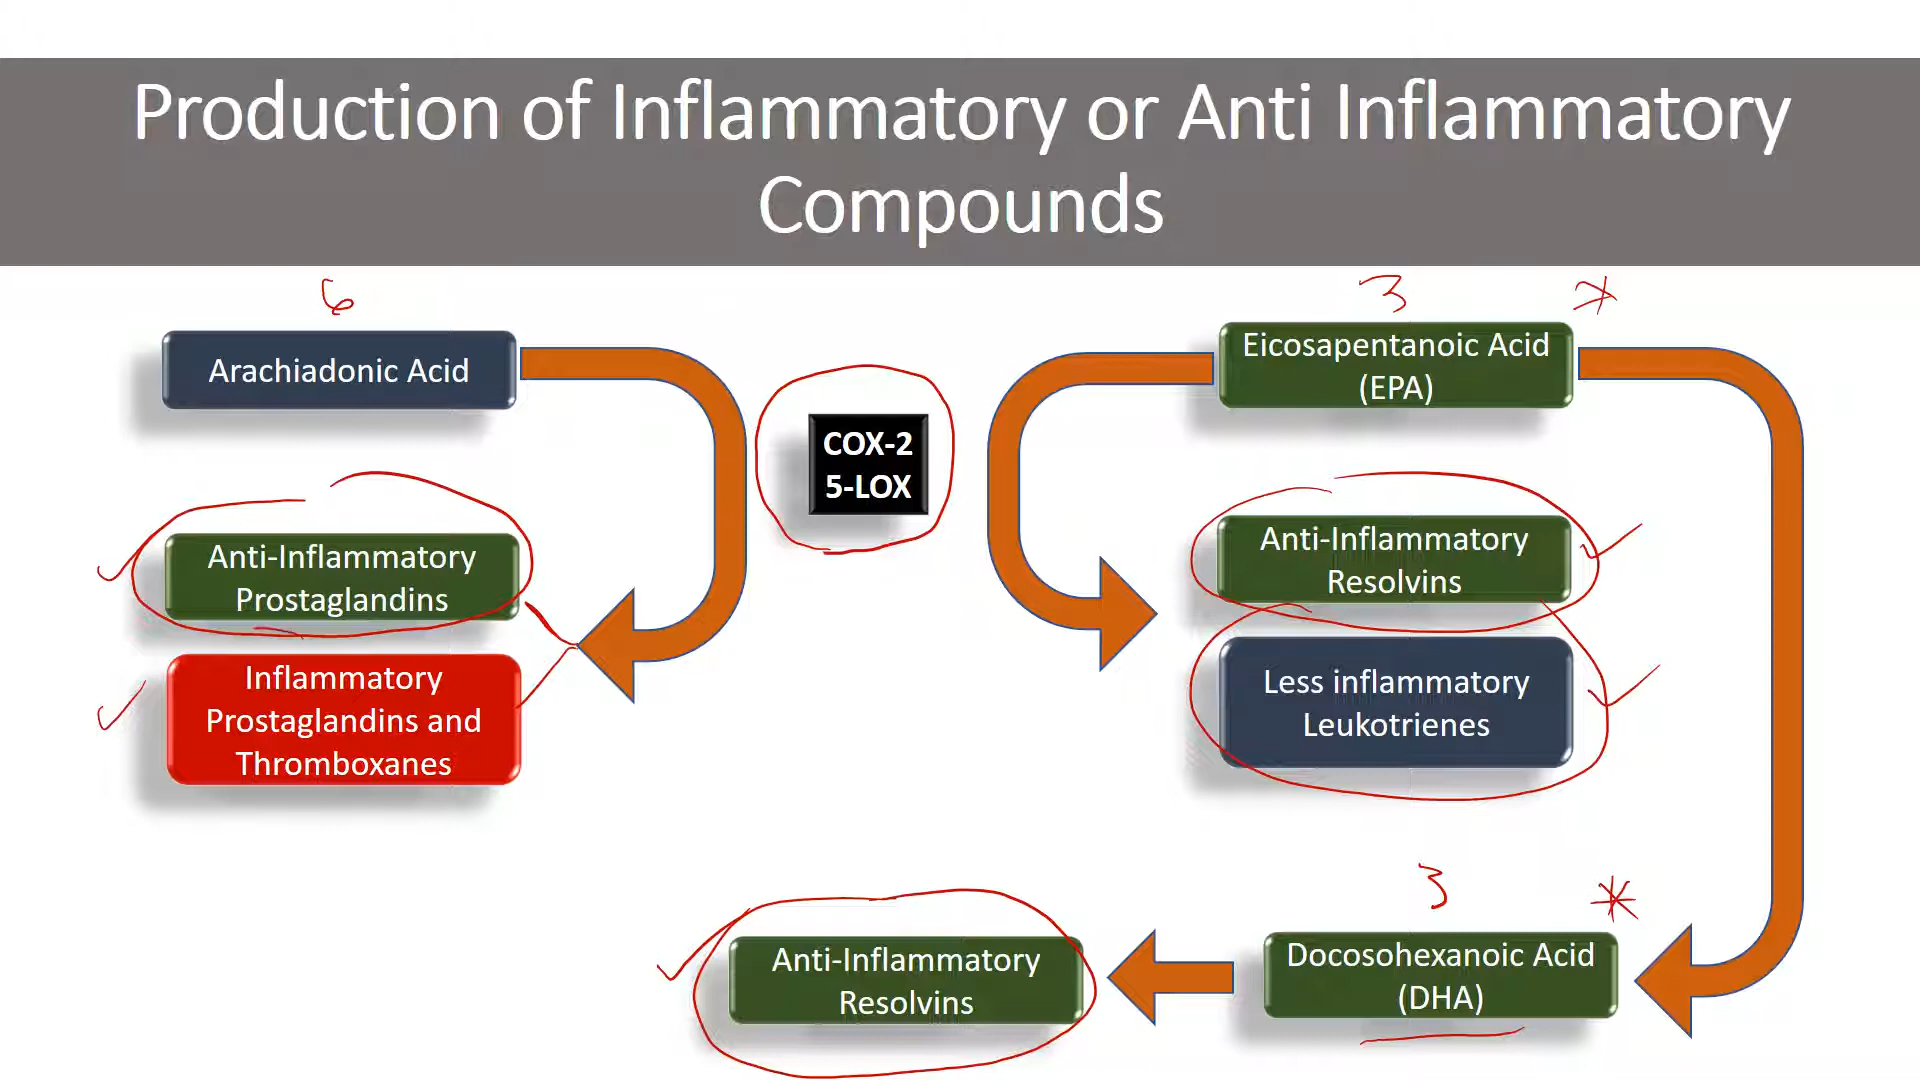 Production of Inflammatory or Anti Inflammatory
Compounds
6
3
Arachiadonic Acid
Eicosapentanoic Acid
(EPA)
COX-2
5-LOX
Anti-Inflammatory
Prostaglandins
Inflammatory
Prostaglandins and
Thromboxanes
Anti-Inflammatory
Resolvins
Less inflammatory
Leukotrienes
3
Docosohexanoic Acid
(DHA)
Anti-Inflammatory
Resolvins